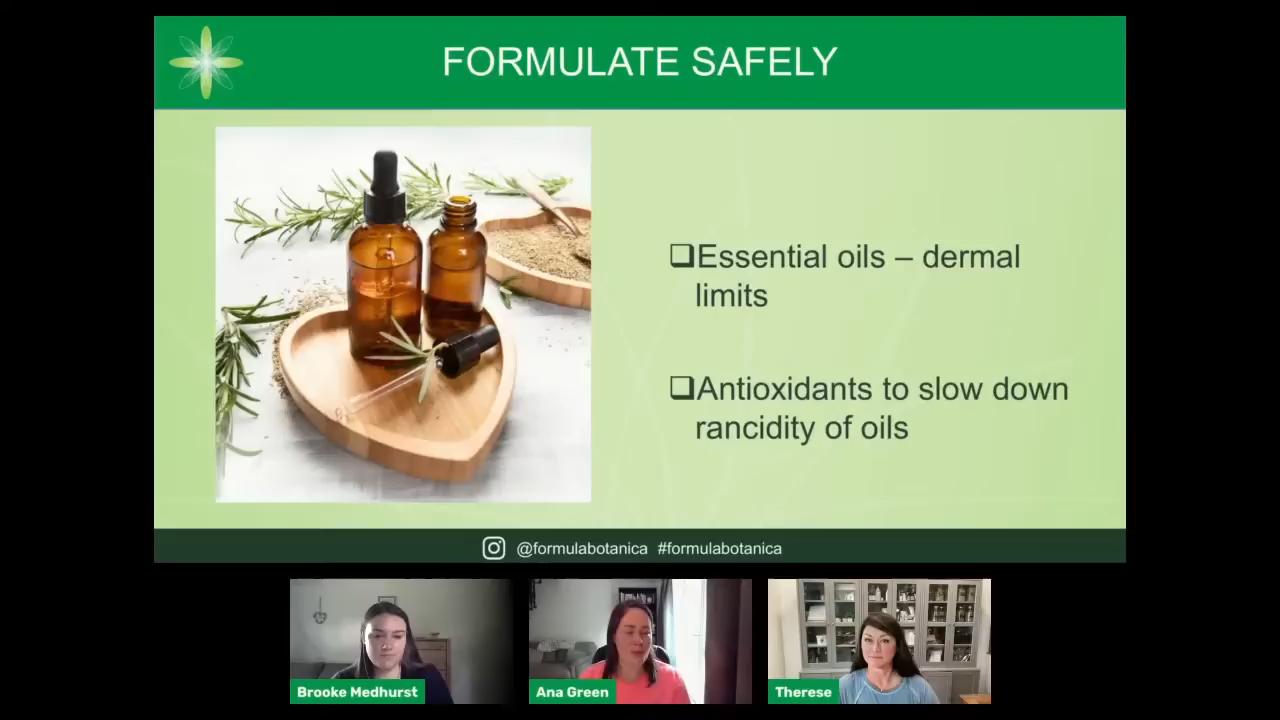 FORMULATE SAFELY
❑Essential oils – dermal
limits
❑Antioxidants to slow down
rancidity of oils
@formulabotanica #formulabotanica
Brooke Medhurst
Ana Green
Therese